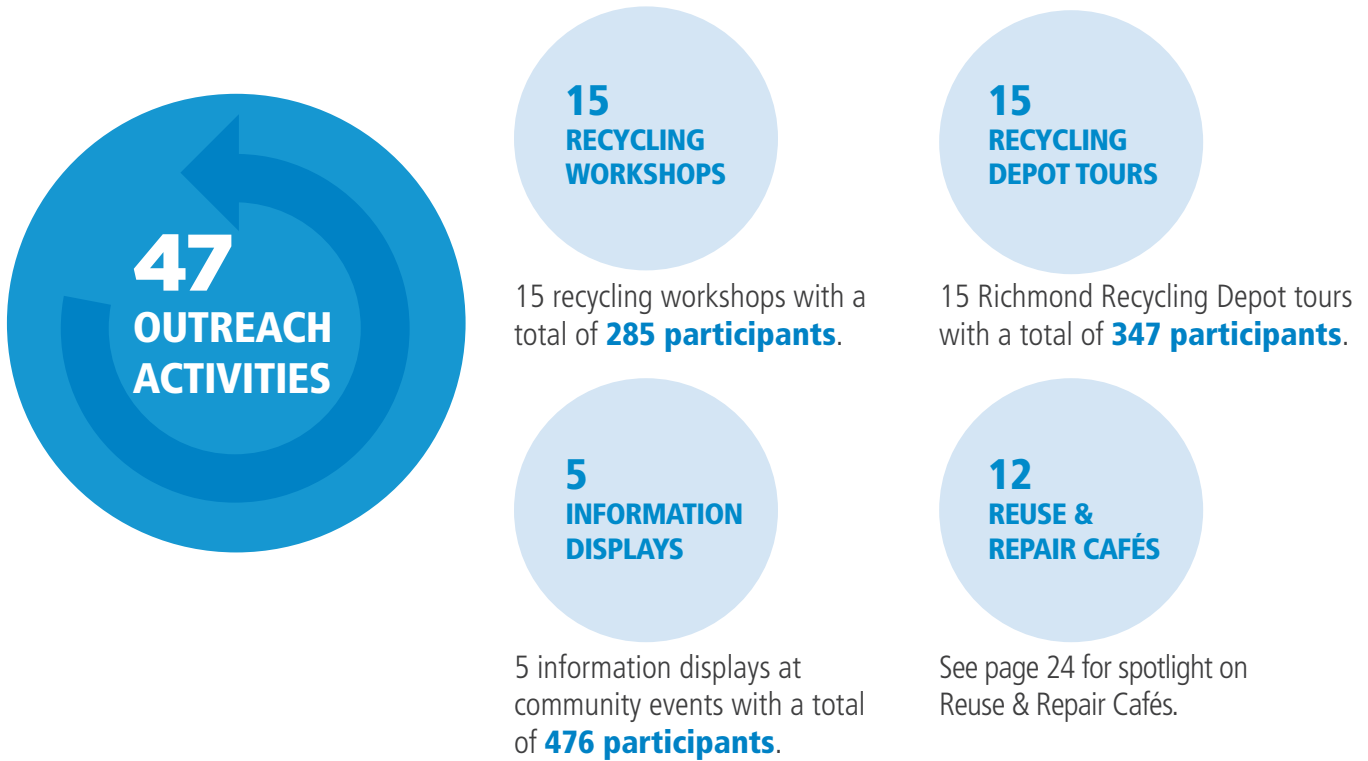 47
OUTREACH
ACTIVITIES
15
RECYCLING
WORKSHOPS
15 recycling workshops with a
total of 285 participants.
15
RECYCLING
DEPOT TOURS
15 Richmond Recycling Depot tours
with a total of 347 participants.
5
INFORMATION
DISPLAYS
5 information displays at
community events with a total
of 476 participants.
12
REUSE &
REPAIR CAFÉS
See page 24 for spotlight on
Reuse & Repair Cafés.